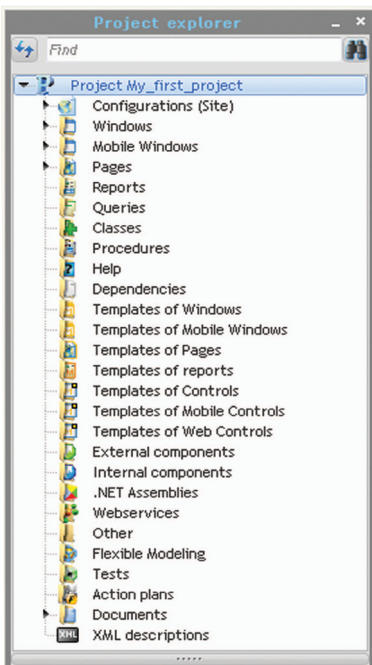 Project explorer
Find
Project My_first_project
Configurations (Site)
Windows
Mobile Windows
Pages
Reports
Queries
Classes
Procedures
Help
Dependencies
Templates of Windows
Templates of Mobile Windows
Templates of Pages
Templates of reports
Templates of Controls
Templates of Mobile Controls
Templates of Web Controls
External components
Internal components
.NET Assemblies
Webservices
Other
Flexible Modeling
Tests
Action plans
Documents
XML descriptions